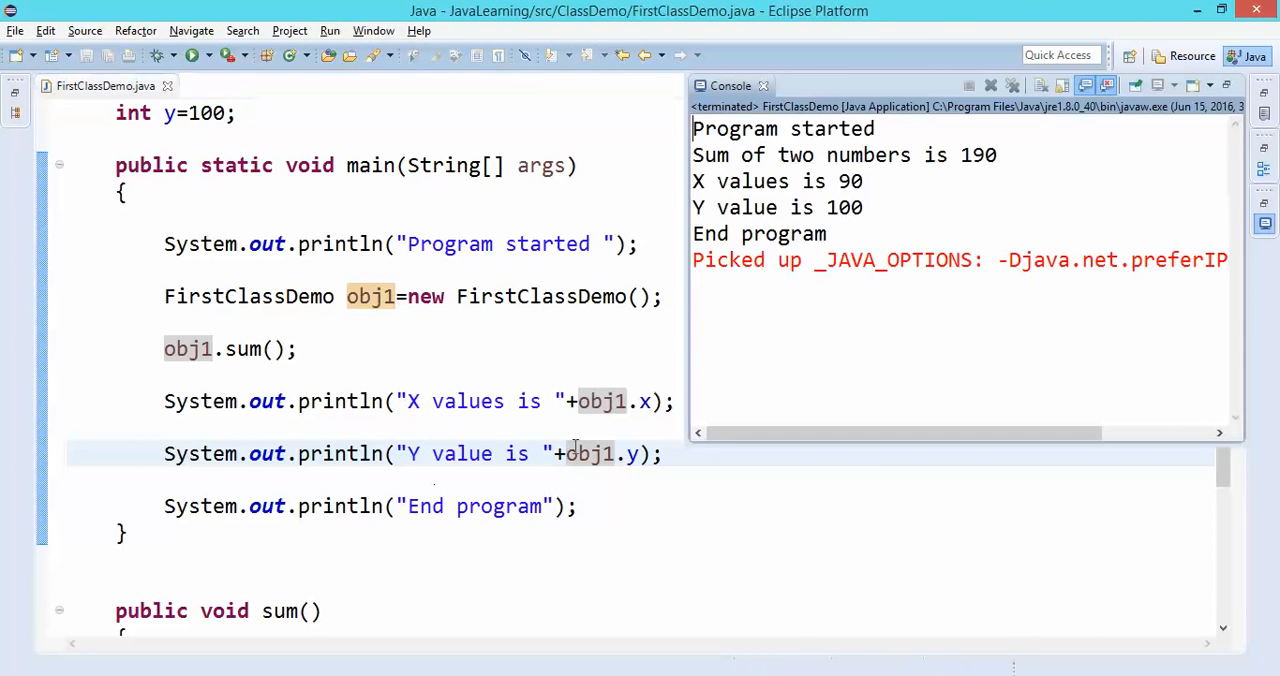 Java - JavaLearning/src/ClassDemo/FirstClassDemo.java - Eclipse Platform
File Edit Source Refactor Navigate Search Project Run Window Help
Quick Access Resource Java
FirstClassDemo.java
int y=100;
public static void main(String[] args)
{
System.out.println("Program started ");
FirstClassDemo obj1=new FirstClassDemo();
obj1.sum();
System.out.println("X values is "+obj1.x);
System.out.println("Y value is "+obj1.y);
System.out.println("End program");
}
public void sum()
{
Console
<terminated> FirstClassDemo [Java Application] C:\Program Files\Java\jre1.8.0_40\bin\javaw.exe (Jun 15, 2016, 3
Program started
Sum of two numbers is 190
X values is 90
Y value is 100
End program
Picked up _JAVA_OPTIONS: -Djava.net.preferIP